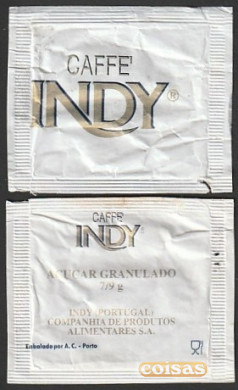 CAFFE'
INDY®
CAFFE'
INDY
AÇUCAR GRANULADO
7/9 g
INDY (PORTUGAL)
COMPANHIA DE PRODUTOS
ALIMENTARES S.A.
Embalado por A. C. - Porto
coisas